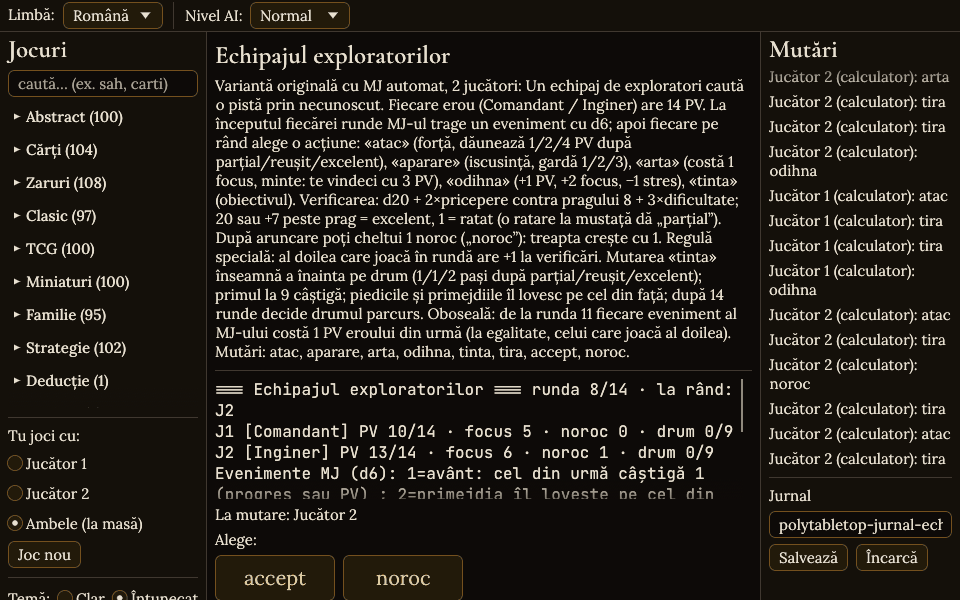 Limbă: Română ▼ Nivel AI: Normal ▼
Jocuri
caută... (ex. sah, carti)
▸ Abstract (100)
▸ Cărți (104)
▸ Zaruri (108)
▸ Clasic (97)
▸ TCG (100)
▸ Miniaturi (100)
▸ Familie (95)
▸ Strategie (102)
▸ Deducție (1)
Tu joci cu:
Jucător 1
Jucător 2
Ambele (la masă)
Joc nou
Temă: Clar Întunecat
Echipajul exploratorilor
Variantă originală cu MJ automat, 2 jucători: Un echipaj de exploratori caută
o pistă prin necunoscut. Fiecare erou (Comandant / Inginer) are 14 PV. La
începutul fiecărei runde MJ-ul trage un eveniment cu d6; apoi fiecare pe
rând alege o acțiune: «atac» (forță, dăunează 1/2/4 PV după
parțial/reușit/excelent), «aparare» (iscusință, gardă 1/2/3), «arta» (costă 1
focus, minte: te vindeci cu 3 PV), «odihna» (+1 PV, +2 focus, −1 stres), «tinta»
(obiectivul). Verificarea: d20 + 2×pricepere contra pragului 8 + 3×dificultate;
20 sau +7 peste prag = excelent, 1 = ratat (o ratare la mustață dă „parțial”).
După aruncare poți cheltui 1 noroc („noroc”): treapta crește cu 1. Regulă
specială: al doilea care joacă în rundă are +1 la verificări. Mutarea «tinta»
înseamnă a înainta pe drum (1/1/2 pași după parțial/reușit/excelent);
primul la 9 câștigă; piedicile și primejdiile îl lovesc pe cel din față; după 14
runde decide drumul parcurs. Oboseală: de la runda 11 fiecare eveniment al
MJ-ului costă 1 PV eroului din urmă (la egalitate, celui care joacă al doilea).
Mutări: atac, aparare, arta, odihna, tinta, tira, accept, noroc.
≡≡≡ Echipajul exploratorilor ≡≡≡ runda 8/14 · la rând:
J2
J1 [Comandant] PV 10/14 · focus 5 · noroc 0 · drum 0/9
J2 [Inginer] PV 13/14 · focus 6 · noroc 1 · drum 0/9
Evenimente MJ (d6): 1=avânt: cel din urmă câștigă 1
(progres sau PV) ; 2=primejdia îl lovește pe cel din
La mutare: Jucător 2
Alege:
accept noroc
Mutări
Jucător 2 (calculator): arta
Jucător 2 (calculator): tira
Jucător 2 (calculator): tira
Jucător 2 (calculator):
odihna
Jucător 1 (calculator): atac
Jucător 1 (calculator): tira
Jucător 1 (calculator): tira
Jucător 1 (calculator):
odihna
Jucător 2 (calculator): atac
Jucător 2 (calculator): tira
Jucător 2 (calculator):
noroc
Jucător 2 (calculator): tira
Jucător 2 (calculator): atac
Jucător 2 (calculator): tira
Jurnal
polytabletop-jurnal-ech
Salvează Încarcă